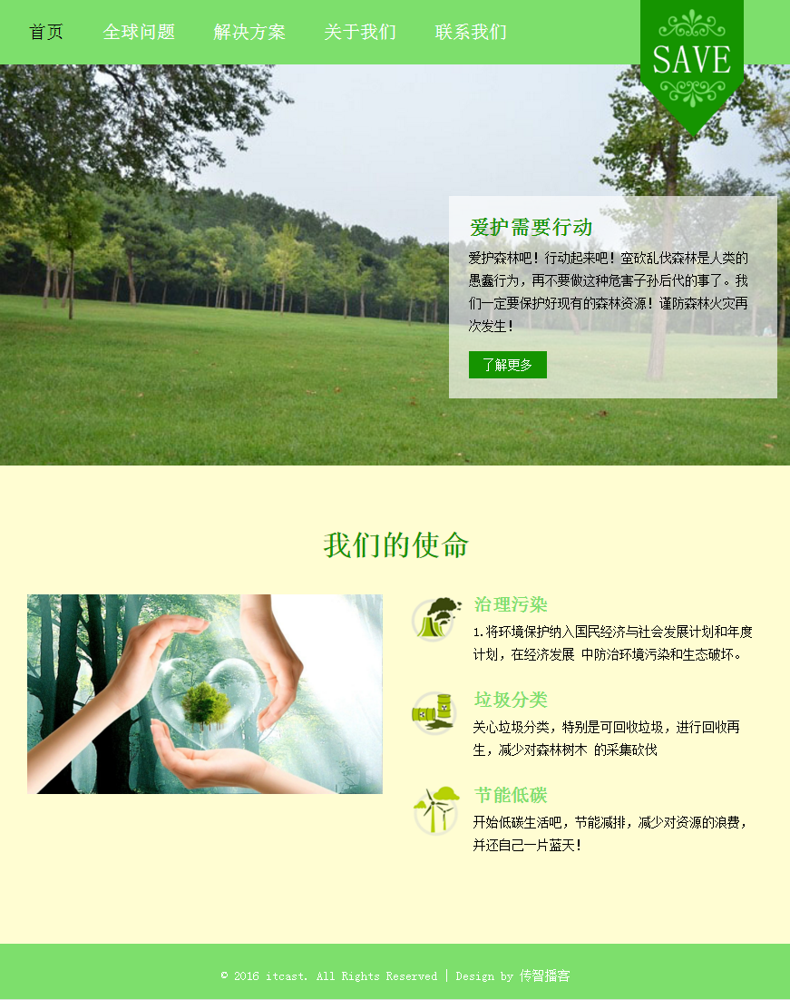 首页 全球问题 解决方案 关于我们 联系我们
SAVE
爱护需要行动
爱护森林吧！行动起来吧！蛮砍乱伐森林是人类的
愚蠢行为，再不要做这种危害子孙后代的事了。我
们一定要保护好现有的森林资源！谨防森林火灾再
次发生！
了解更多
我们的使命
治理污染
1.将环境保护纳入国民经济与社会发展计划和年度
计划，在经济发展 中防治环境污染和生态破坏。
垃圾分类
关心垃圾分类，特别是可回收垃圾，进行回收再
生，减少对森林树木 的采集砍伐
节能低碳
开始低碳生活吧，节能减排，减少对资源的浪费，
并还自己一片蓝天！
© 2016 itcast. All Rights Reserved | Design by 传智播客